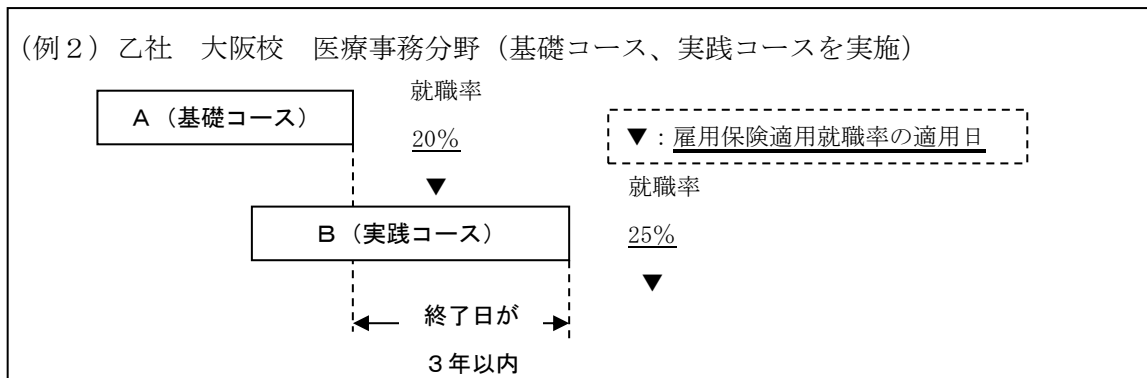 (例2)乙社 大阪校 医療事務分野(基礎コース、実践コースを実施)
就職率
A(基礎コース)
20%
▼:雇用保険適用就職率の適用日
▼
就職率
B(実践コース)
25%
▼
終了日が
3年以内